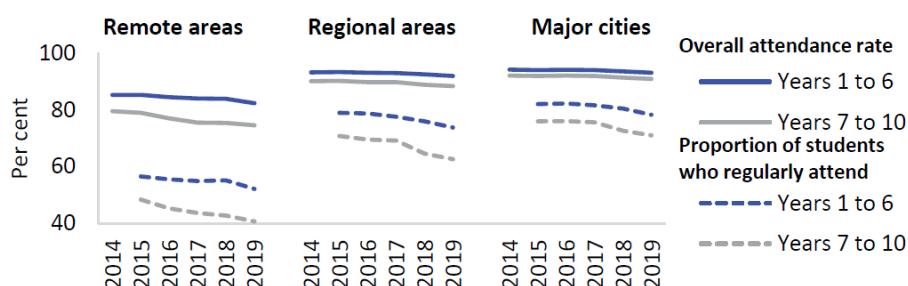 Remote areas
Regional areas
Major cities
Per cent
100
80
60
40
2014
2015
2016
2017
2018
2019
2014
2015
2016
2017
2018
2019
2014
2015
2016
2017
2018
2019
Overall attendance rate
Years 1 to 6
Years 7 to 10
Proportion of students
who regularly attend
Years 1 to 6
Years 7 to 10